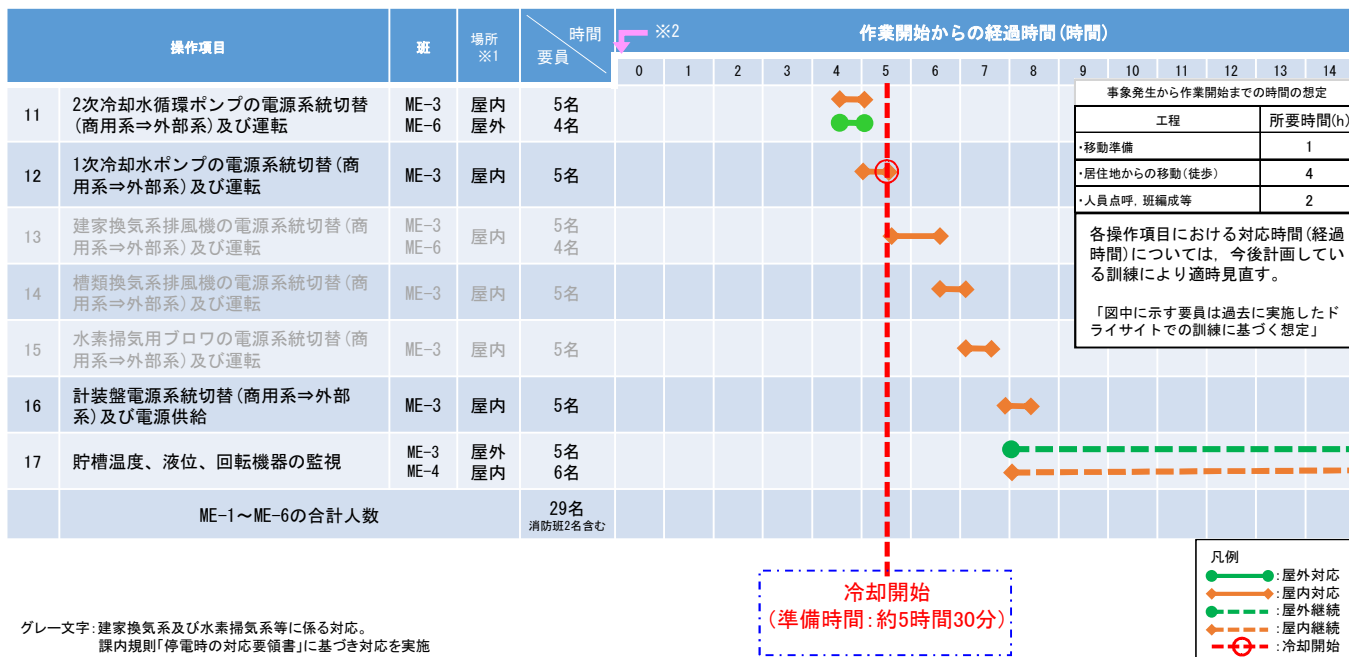 操作項目
班
場所
※1
時間
要員
※2
作業開始からの経過時間(時間)
0 1 2 3 4 5 6 7 8 9 10 11 12 13 14
11
2次冷却水循環ポンプの電源系統切替
(商用系⇒外部系)及び運転
ME-3
ME-6
屋内
屋外
5名
4名
12
1次冷却水ポンプの電源系統切替(商
用系⇒外部系)及び運転
ME-3
屋内
5名
13
建家換気系排風機の電源系統切替(商
用系⇒外部系)及び運転
ME-3
ME-6
屋内
5名
4名
14
槽類換気系排風機の電源系統切替(商
用系⇒外部系)及び運転
ME-3
屋内
5名
15
水素掃気用ブロワの電源系統切替(商
用系⇒外部系)及び運転
ME-3
屋内
5名
16
計装盤電源系統切替(商用系⇒外部
系)及び電源供給
ME-3
屋内
5名
17
貯槽温度、液位、回転機器の監視
ME-3
ME-4
屋外
屋内
5名
6名
ME-1～ME-6の合計人数
29名
消防班2名含む
事象発生から作業開始までの時間の想定
工程 所要時間(h)
・移動準備 1
・居住地からの移動(徒歩) 4
・人員点呼，班編成等 2
各操作項目における対応時間(経過
時間)については，今後計画してい
る訓練により適時見直す。
「図中に示す要員は過去に実施したド
ライサイトでの訓練に基づく想定」
冷却開始
(準備時間:約5時間30分)
凡例
:屋外対応
:屋内対応
:屋外継続
:屋内継続
:冷却開始
グレー文字:建家換気系及び水素掃気系等に係る対応。
課内規則「停電時の対応要領書」に基づき対応を実施